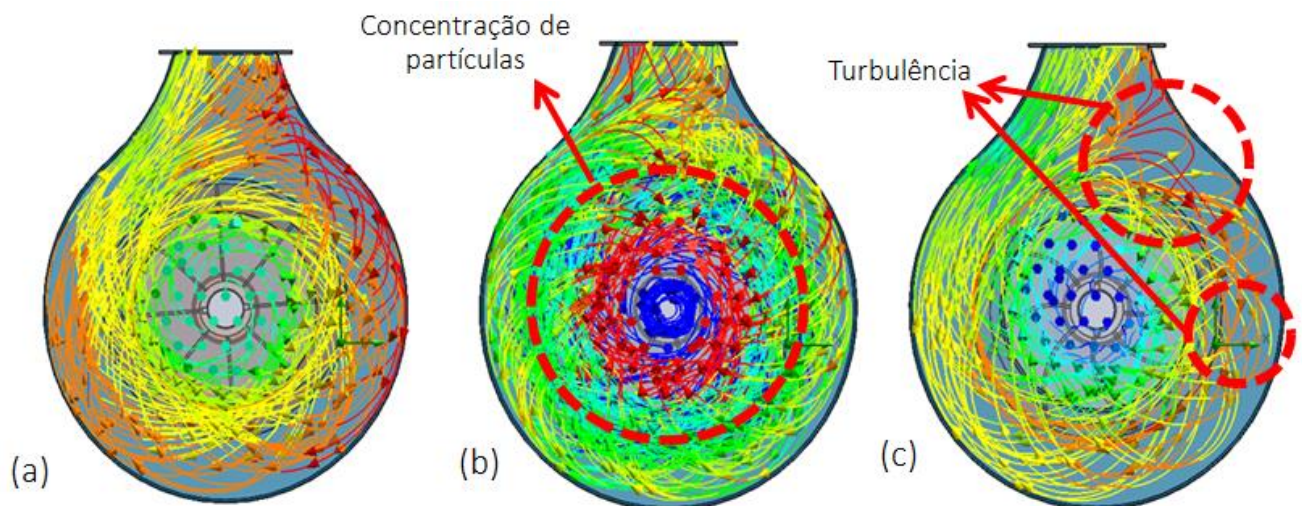 Concentração de
partículas
Turbulência
(a)
(b)
(c)